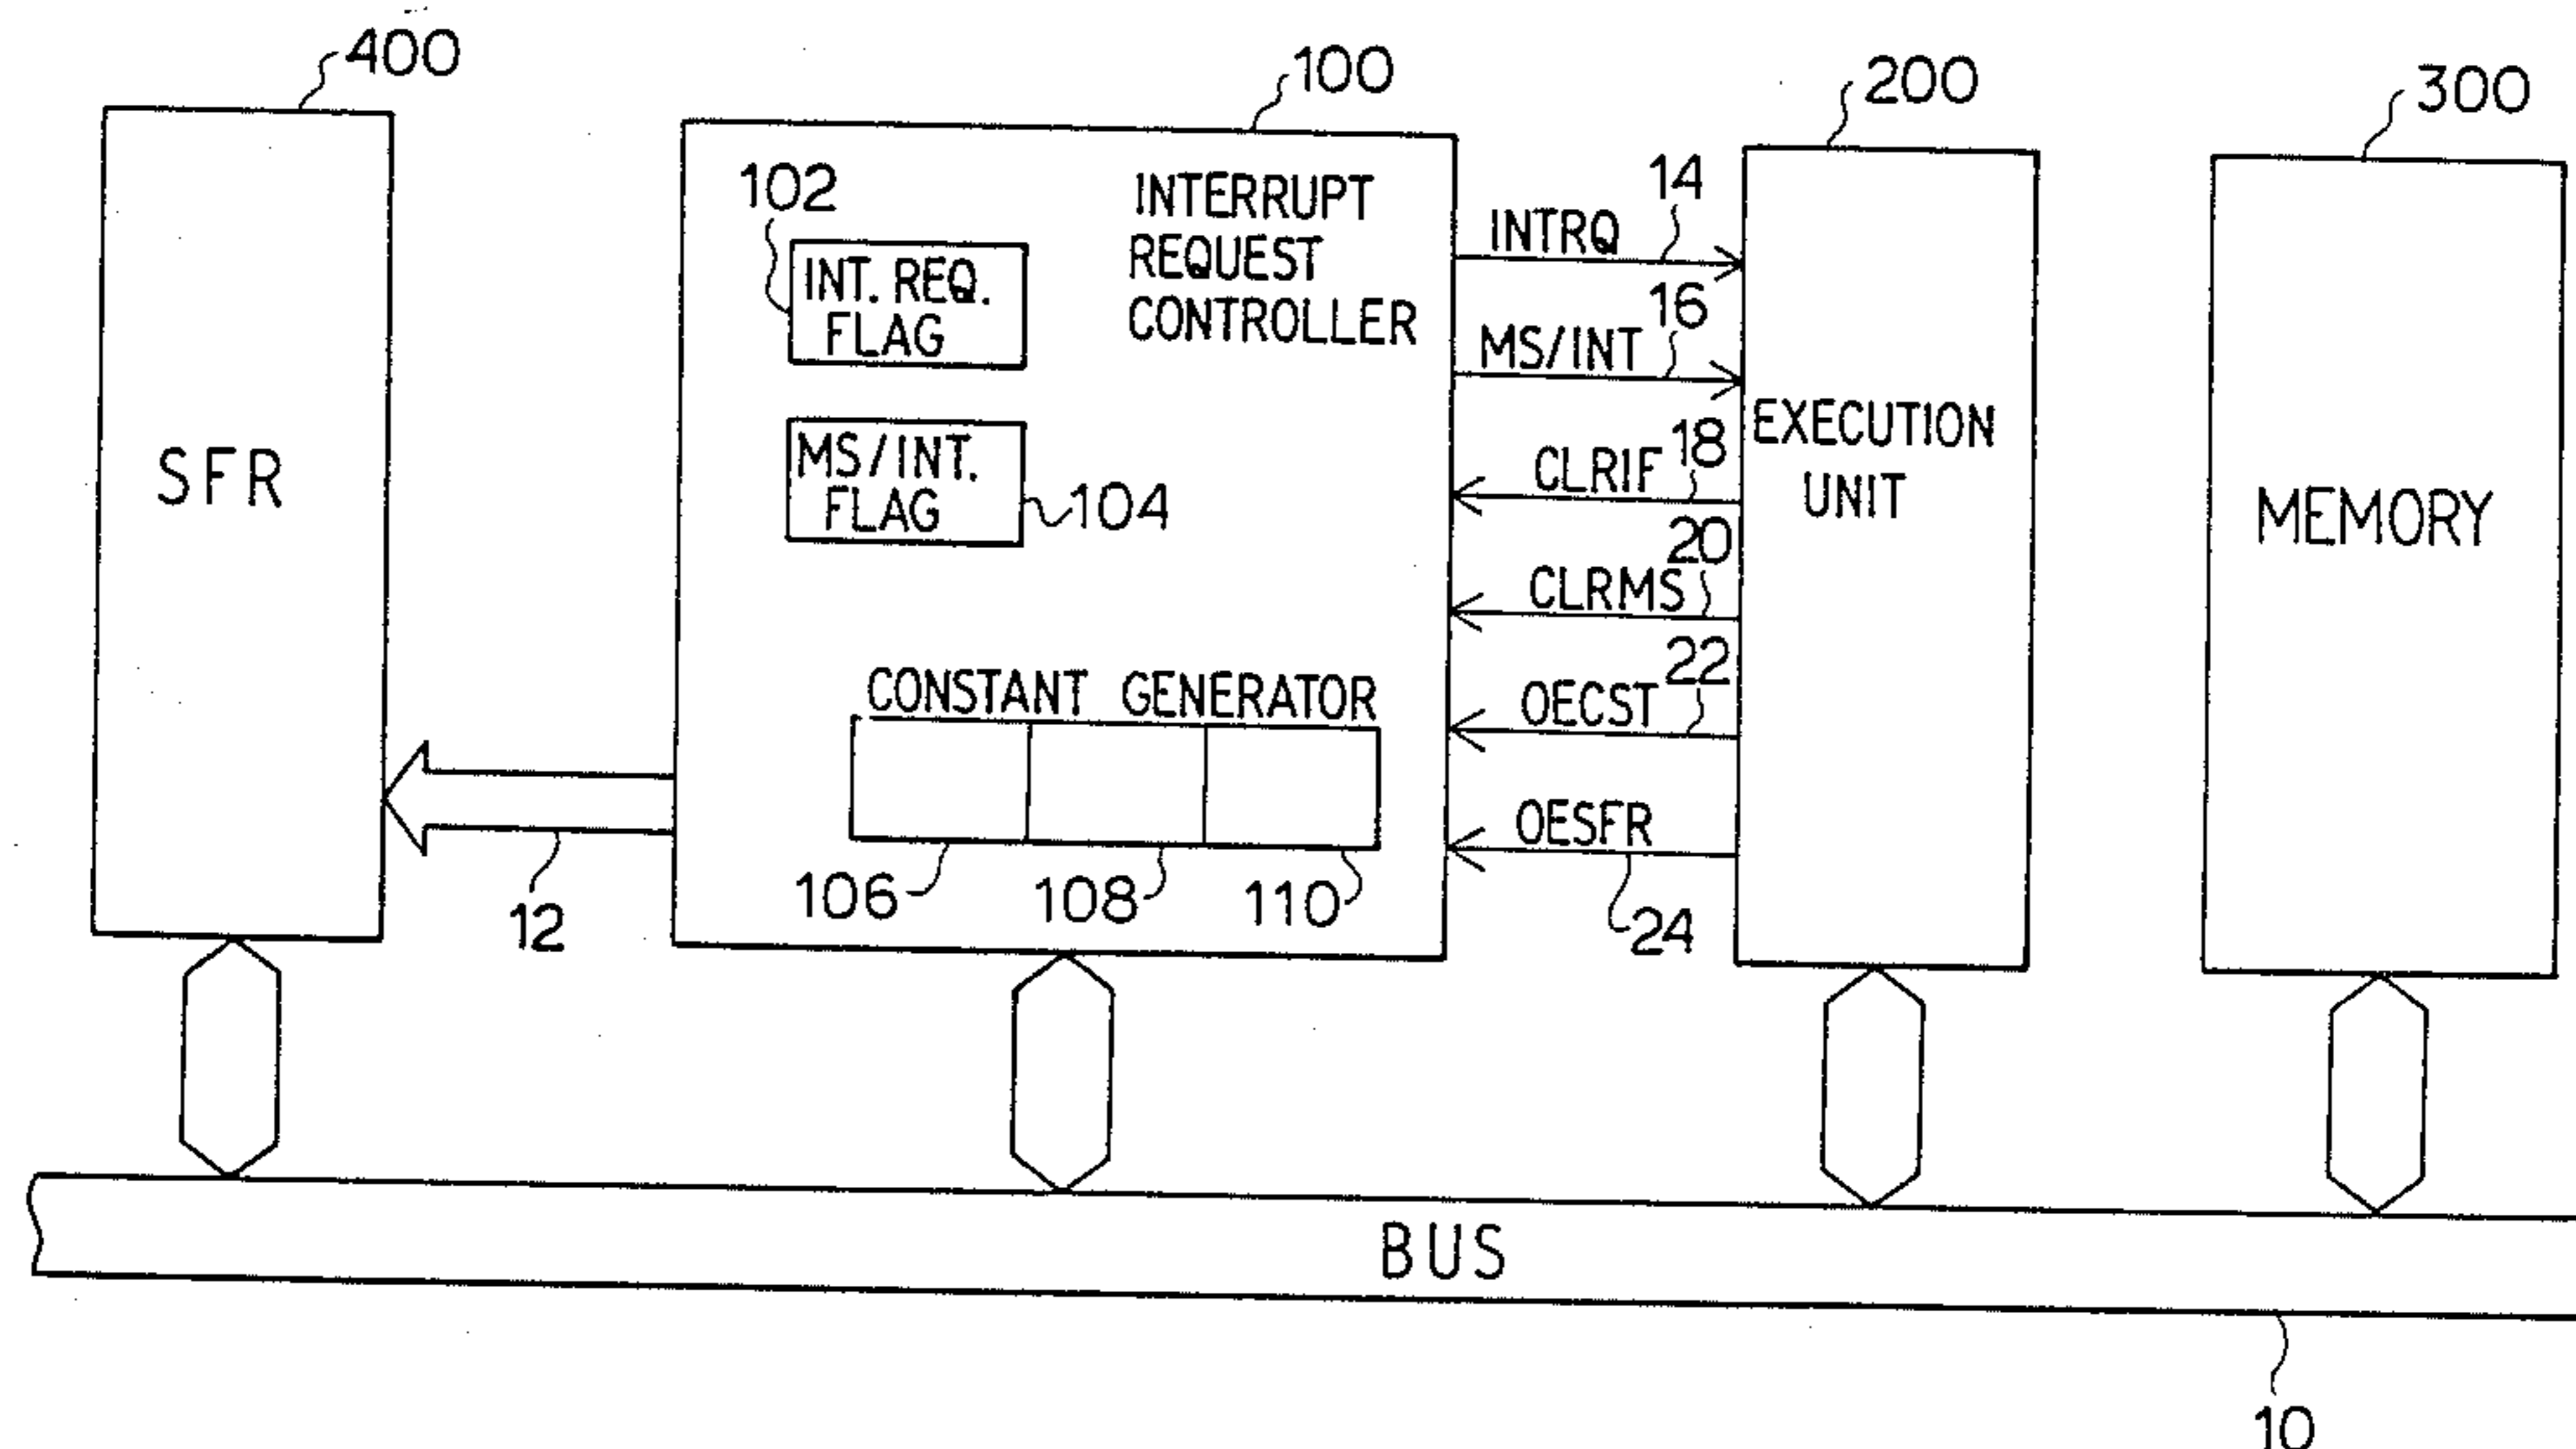 400
100
200
300
102
INTERRUPT
REQUEST
CONTROLLER
INT. REQ.
FLAG
MS/INT.
FLAG
104
INTRQ
14
MS/INT
16
CLRIF
18
CLRMS
20
OECST
22
OESFR
24
SFR
EXECUTION
UNIT
MEMORY
CONSTANT GENERATOR
106
108
110
12
BUS
10